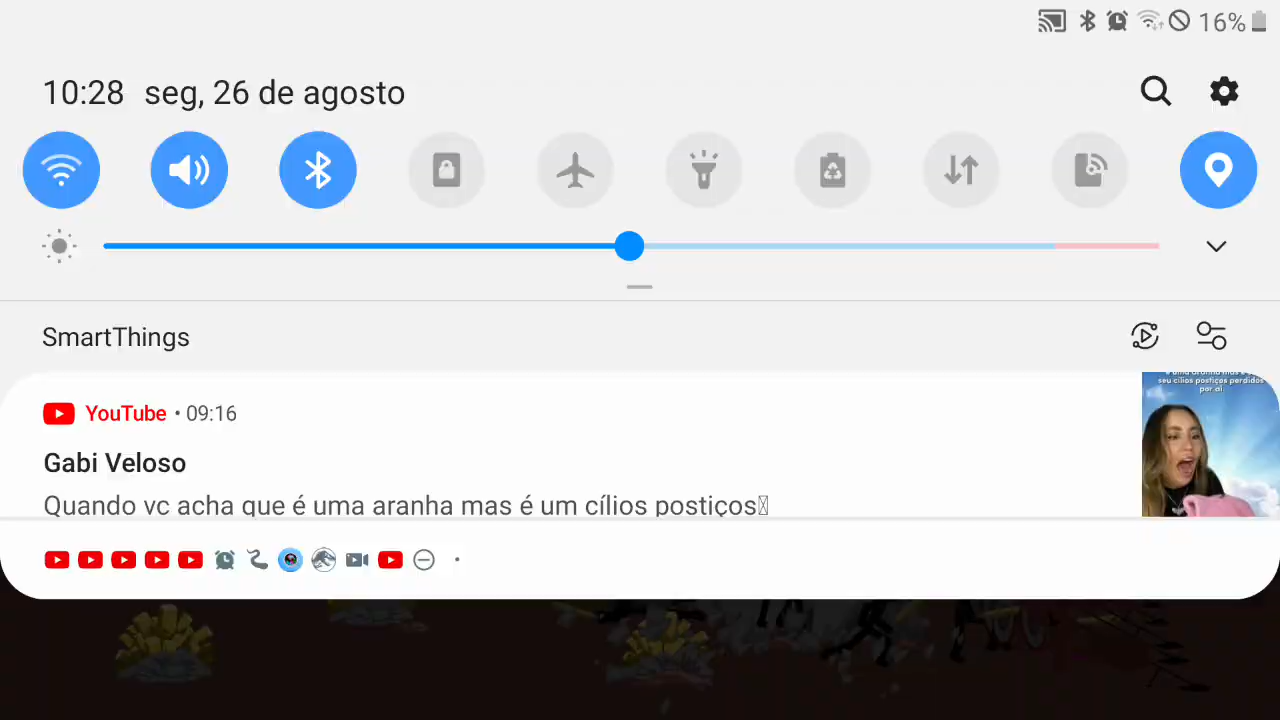 16%
10:28 seg, 26 de agosto
SmartThings
YouTube • 09:16
Gabi Veloso
Quando vc acha que é uma aranha mas é um cílios postiços
seu cílios postiços perdidos
por aí